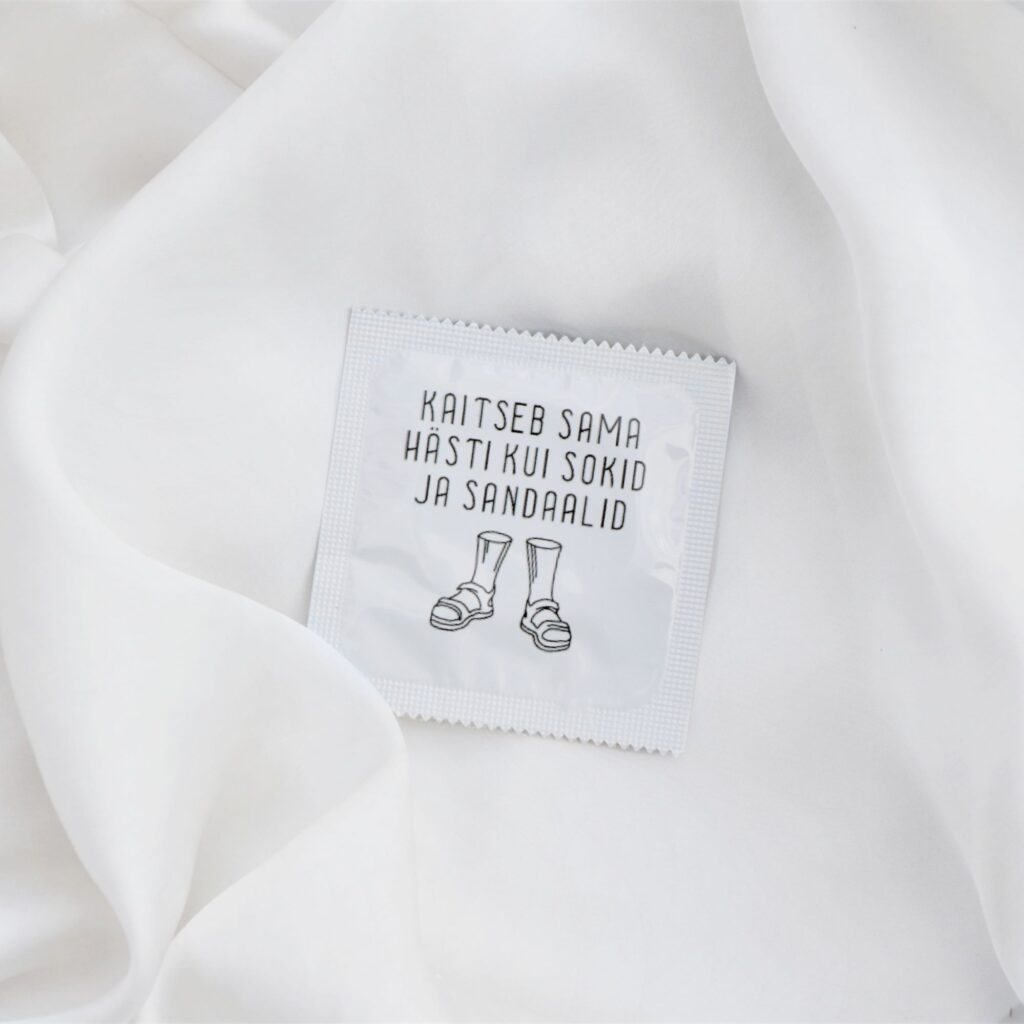 KAITSEB SAMA
HÄSTI KUI SOKID
JA SANDAALID